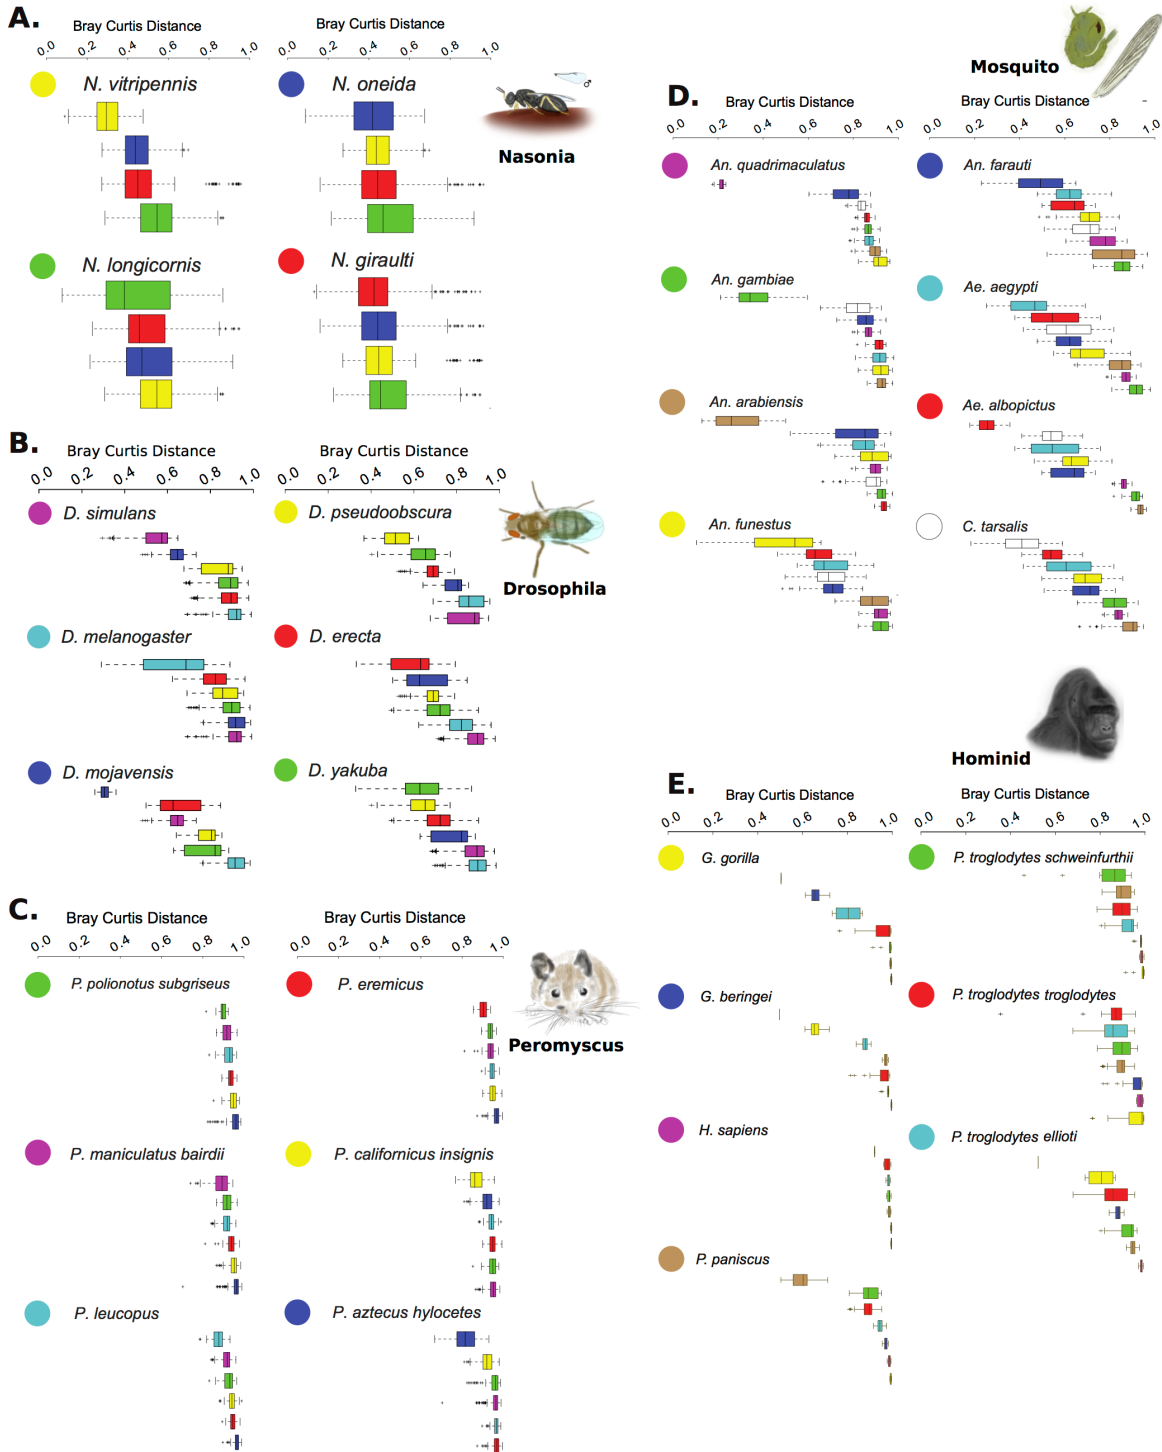 A.
Bray Curtis Distance
0.0 0.2 0.4 0.6 0.8 1.0
N. vitripennis
N. longicornis
Bray Curtis Distance
0.0 0.2 0.4 0.6 0.8 1.0
N. oneida
N. giraulti
Nasonia
♂
B.
Bray Curtis Distance
0.0 0.2 0.4 0.6 0.8 1.0
D. simulans
D. melanogaster
D. mojavensis
Bray Curtis Distance
0.0 0.2 0.4 0.6 0.8 1.0
D. pseudoobscura
D. erecta
D. yakuba
Drosophila
C.
Bray Curtis Distance
0.0 0.2 0.4 0.6 0.8 1.0
P. polionotus subgriseus
P. maniculatus bairdii
P. leucopus
Bray Curtis Distance
0.0 0.2 0.4 0.6 0.8 1.0
P. eremicus
P. californicus insignis
P. aztecus hylocetes
Peromyscus
Mosquito
D.
Bray Curtis Distance
0.0 0.2 0.4 0.6 0.8 1.0
An. quadrimaculatus
An. gambiae
An. arabiensis
An. funestus
Bray Curtis Distance
0.0 0.2 0.4 0.6 0.8 1.0
An. farauti
Ae. aegypti
Ae. albopictus
C. tarsalis
Hominid
E.
Bray Curtis Distance
0.0 0.2 0.4 0.6 0.8 1.0
G. gorilla
G. beringei
H. sapiens
P. paniscus
Bray Curtis Distance
0.0 0.2 0.4 0.6 0.8 1.0
P. troglodytes schweinfurthii
P. troglodytes troglodytes
P. troglodytes ellioti